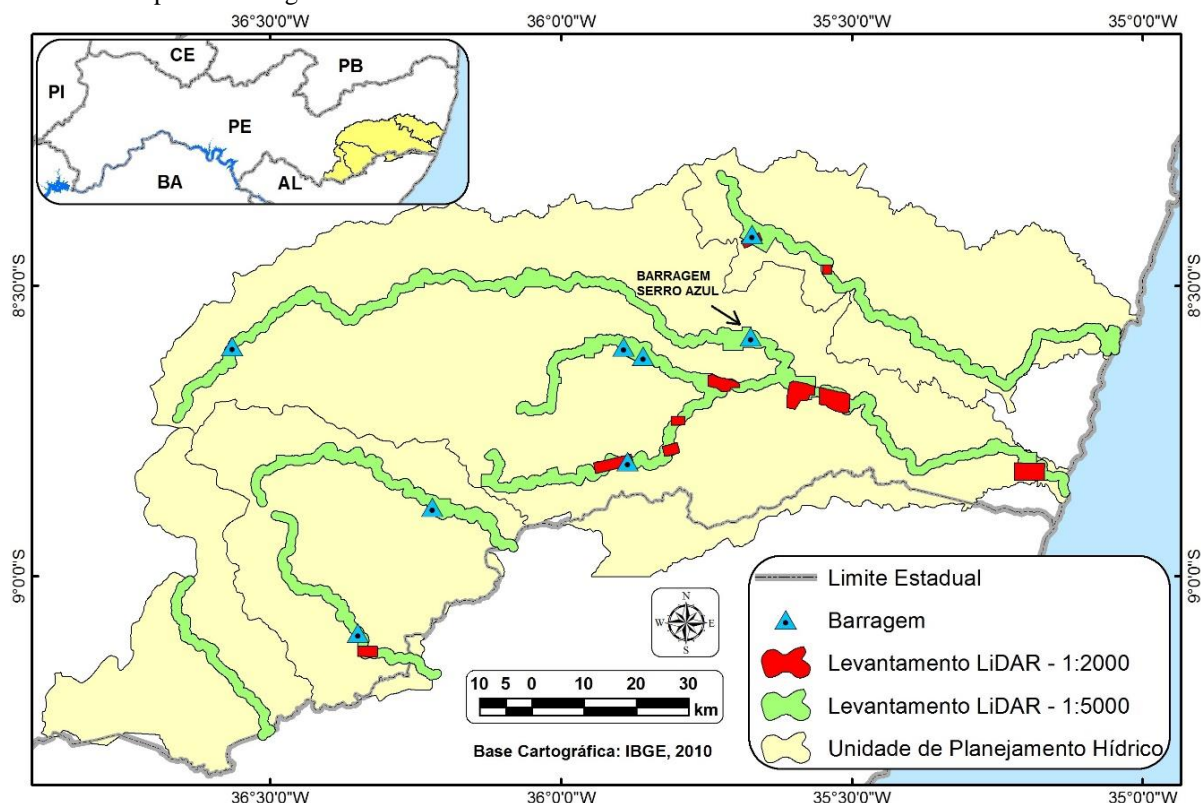 36°30'0"W
36°0'0"W
35°30'0"W
35°0'0"W
CE
PB
PI
PE
BA
AL
8°30'0"S
8°30'0"S
BARRAGEM
SERRO AZUL
9°0'0"S
9°0'0"S
N
W E
S
10 5 0 10 20 30
km
Base Cartográfica: IBGE, 2010
Limite Estadual
Barragem
Levantamento LiDAR - 1:2000
Levantamento LiDAR - 1:5000
Unidade de Planejamento Hídrico
36°30'0"W
36°0'0"W
35°30'0"W
35°0'0"W